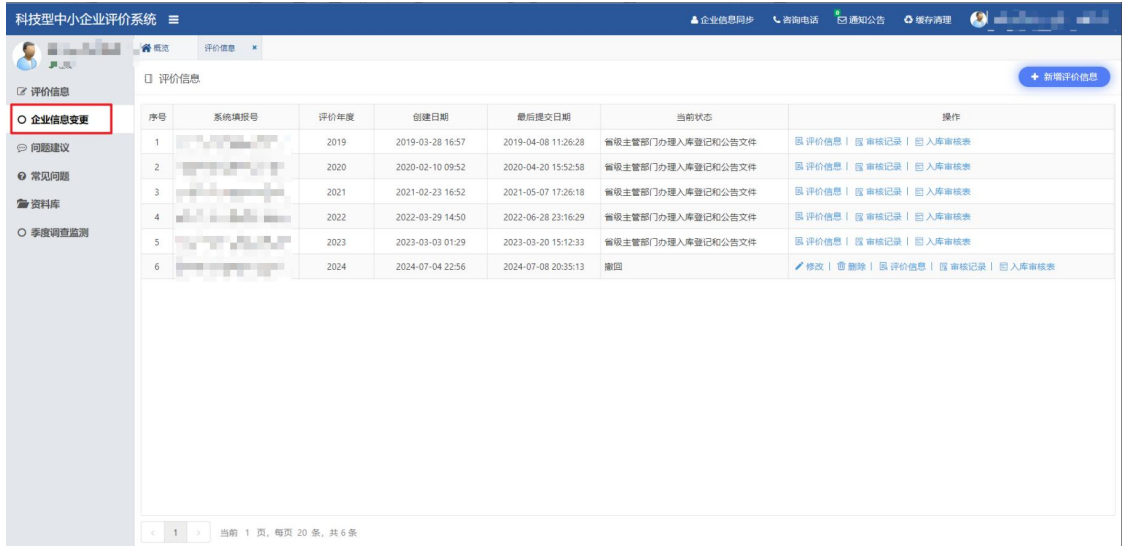 科技型中小企业评价系统
企业信息同步 咨询电话 0 通知公告 缓存清理
评价信息
企业信息变更
问题建议
常见问题
资料库
季度调查监测
概览 评价信息 ×
评价信息 + 新增评价信息
序号 系统填报号 评价年度 创建日期 最后提交日期 当前状态 操作
1 2019 2019-03-28 16:57 2019-04-08 11:26:28 省级主管部门办理入库登记和公告文件 评价信息 | 审核记录 | 入库审核表
2 2020 2020-02-10 09:52 2020-04-20 15:52:58 省级主管部门办理入库登记和公告文件 评价信息 | 审核记录 | 入库审核表
3 2021 2021-02-23 16:52 2021-05-07 17:26:18 省级主管部门办理入库登记和公告文件 评价信息 | 审核记录 | 入库审核表
4 2022 2022-03-29 14:50 2022-06-28 23:16:29 省级主管部门办理入库登记和公告文件 评价信息 | 审核记录 | 入库审核表
5 2023 2023-03-03 01:29 2023-03-20 15:12:33 省级主管部门办理入库登记和公告文件 评价信息 | 审核记录 | 入库审核表
6 2024 2024-07-04 22:56 2024-07-08 20:35:13 撤回 修改 | 删除 | 评价信息 | 审核记录 | 入库审核表
< 1 > 当前 1 页, 每页 20 条, 共 6 条